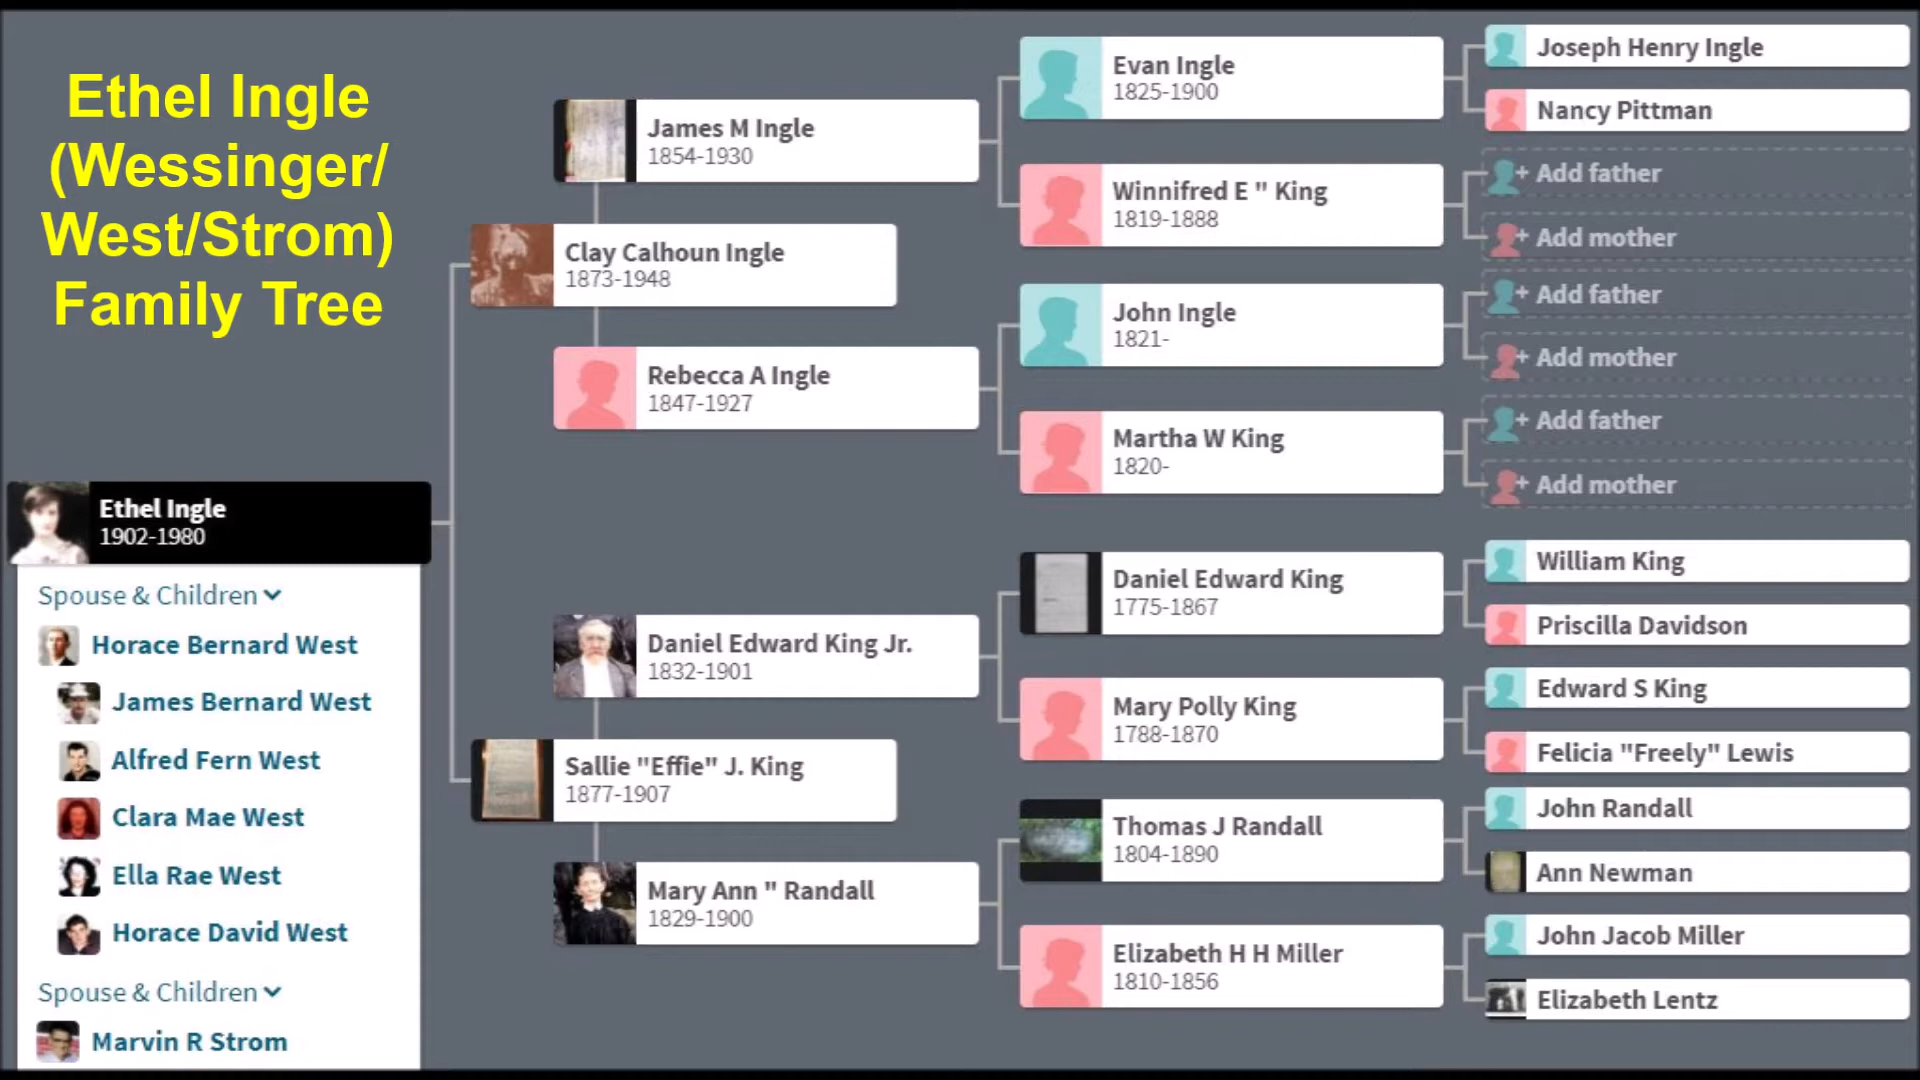 Ethel Ingle
(Wessinger/
West/Strom)
Family Tree
Ethel Ingle
1902-1980
Spouse & Children
Horace Bernard West
James Bernard West
Alfred Fern West
Clara Mae West
Ella Rae West
Horace David West
Spouse & Children
Marvin R Strom
Clay Calhoun Ingle
1873-1948
Sallie "Effie" J. King
1877-1907
James M Ingle
1854-1930
Rebecca A Ingle
1847-1927
Daniel Edward King Jr.
1832-1901
Mary Ann " Randall
1829-1900
Evan Ingle
1825-1900
Winnifred E " King
1819-1888
John Ingle
1821-
Martha W King
1820-
Daniel Edward King
1775-1867
Mary Polly King
1788-1870
Thomas J Randall
1804-1890
Elizabeth H H Miller
1810-1856
Joseph Henry Ingle
Nancy Pittman
Add father
Add mother
Add father
Add mother
Add father
Add mother
William King
Priscilla Davidson
Edward S King
Felicia "Freely" Lewis
John Randall
Ann Newman
John Jacob Miller
Elizabeth Lentz